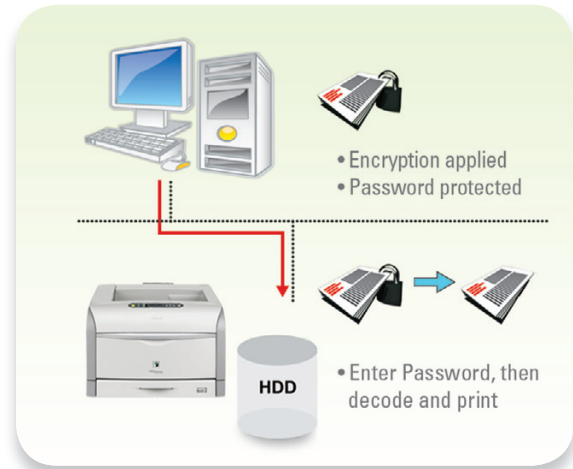 • Encryption applied
• Password protected
HDD
• Enter Password, then
decode and print